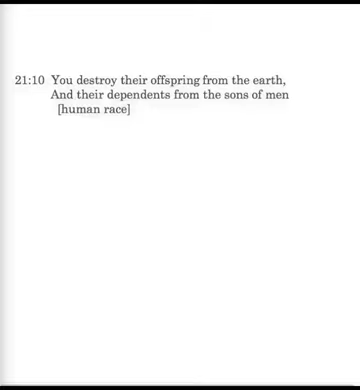 21:10 You destroy their offspring from the earth,
And their dependents from the sons of men
[human race]